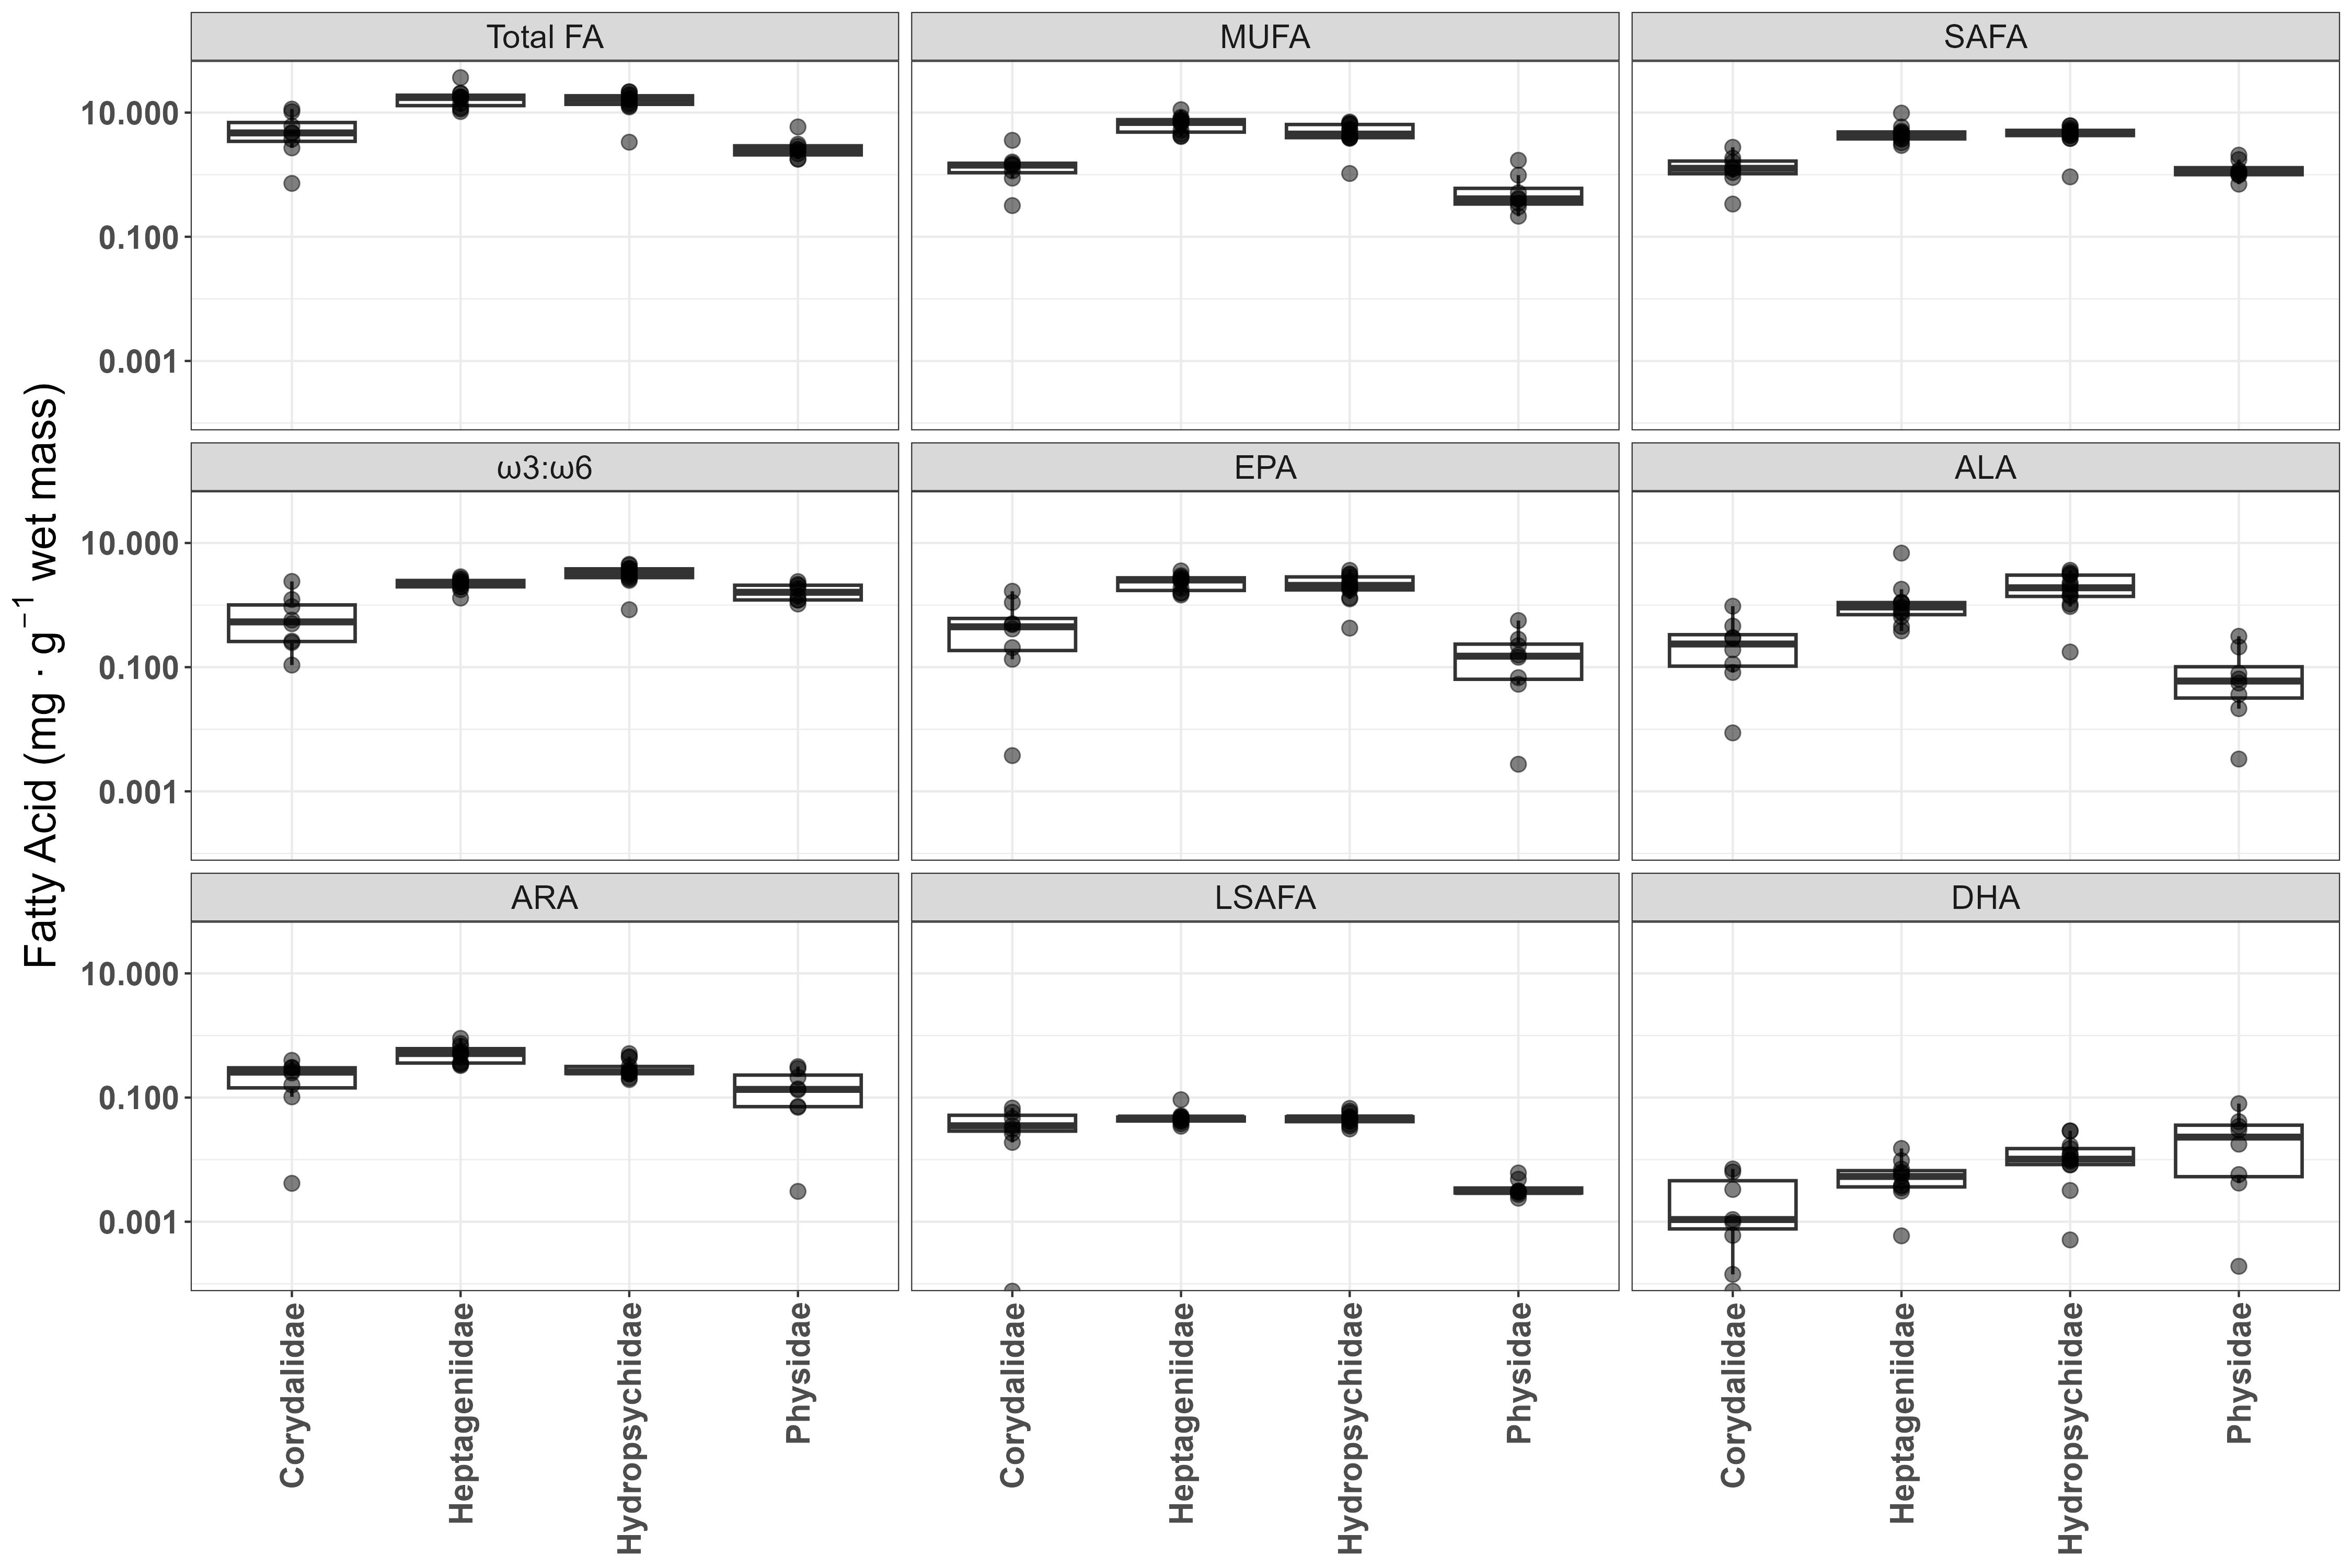 Total FA
MUFA
SAFA
10.000
0.100
0.001
ω3:ω6
EPA
ALA
10.000
0.100
0.001
ARA
LSAFA
DHA
10.000
0.100
0.001
Fatty Acid (mg · g⁻¹ wet mass)
Corydalidae
Heptageniidae
Hydropsychidae
Physidae
Corydalidae
Heptageniidae
Hydropsychidae
Physidae
Corydalidae
Heptageniidae
Hydropsychidae
Physidae